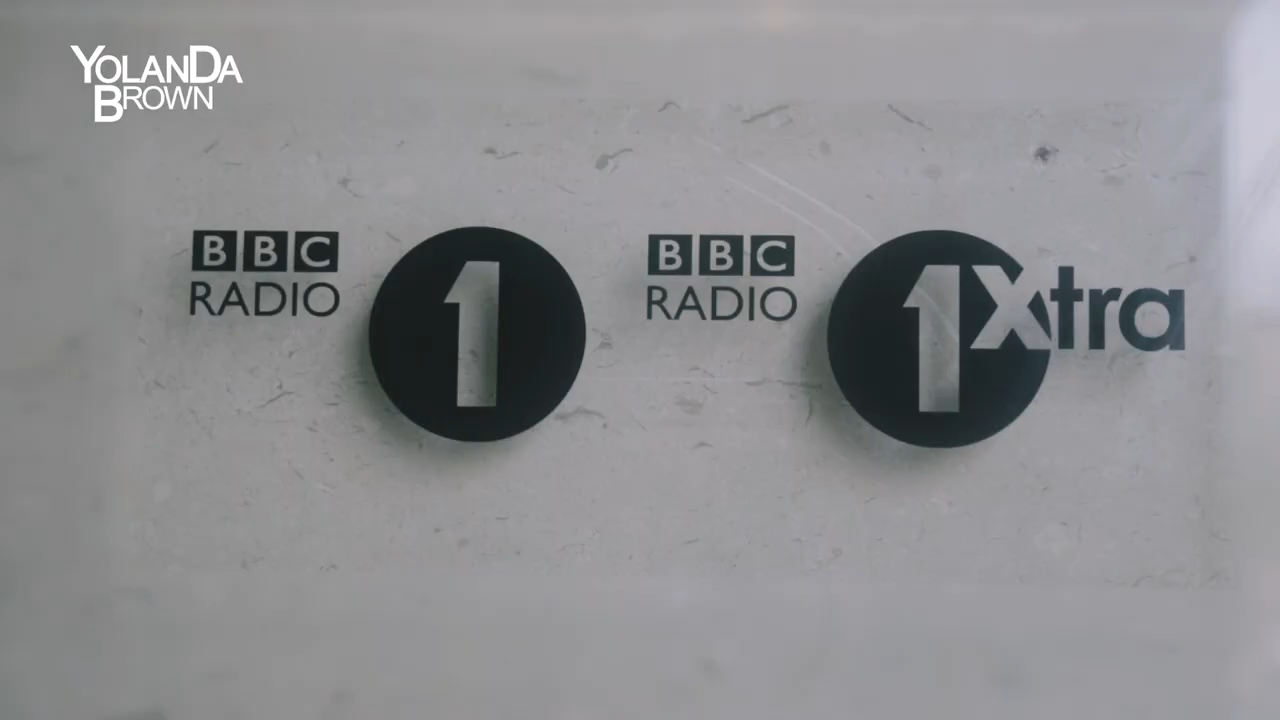 YOLANDA
BROWN
BBC
RADIO
1
BBC
RADIO
1Xtra